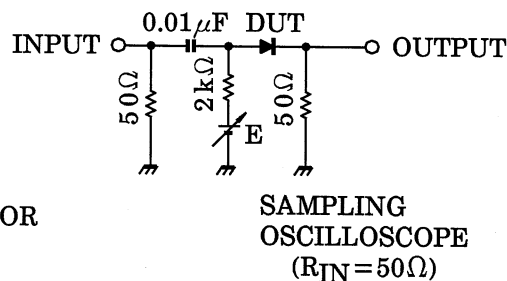 0.01μF DUT
INPUT OUTPUT
50Ω 2kΩ 50Ω
E
OR
SAMPLING
OSCILLOSCOPE
(RIN=50Ω)